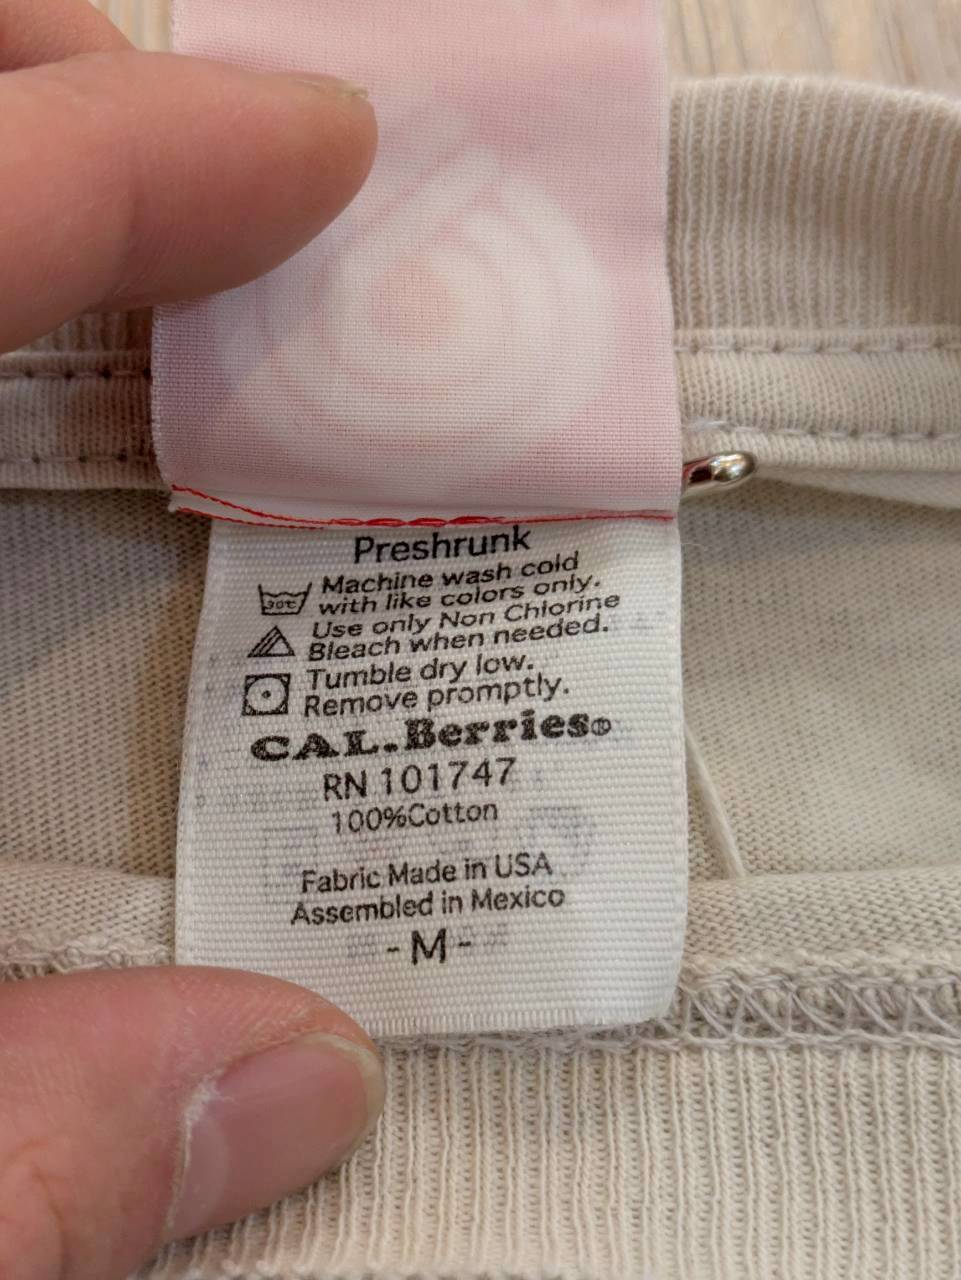 Preshrunk
30°C
Machine wash cold
with like colors only.
Use only Non Chlorine
Bleach when needed.
Tumble dry low.
Remove promptly.
CAL.Berries®
RN 101747
100%Cotton
Fabric Made in USA
Assembled in Mexico
- M -